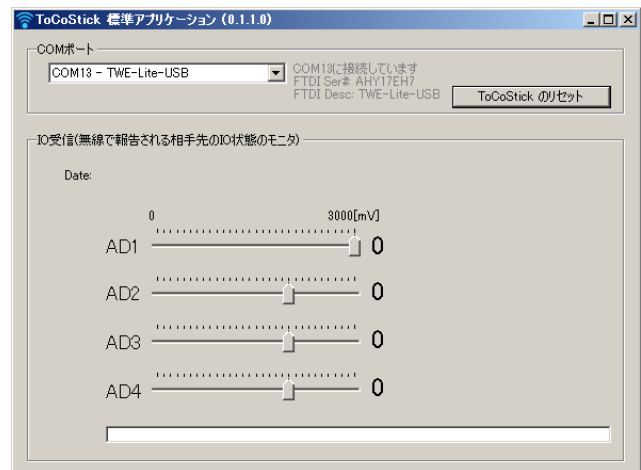 ToCoStick 標準アプリケーション (0.1.1.0)
COMポート
COM13 - TWE-Lite-USB
COM13に接続しています
FTDI Ser# AHY17EH7
FTDI Desc: TWE-Lite-USB
ToCoStick のリセット
IO受信(無線で報告される相手先のIO状態のモニタ)
Date:
0 3000[mV]
AD1 0
AD2 0
AD3 0
AD4 0